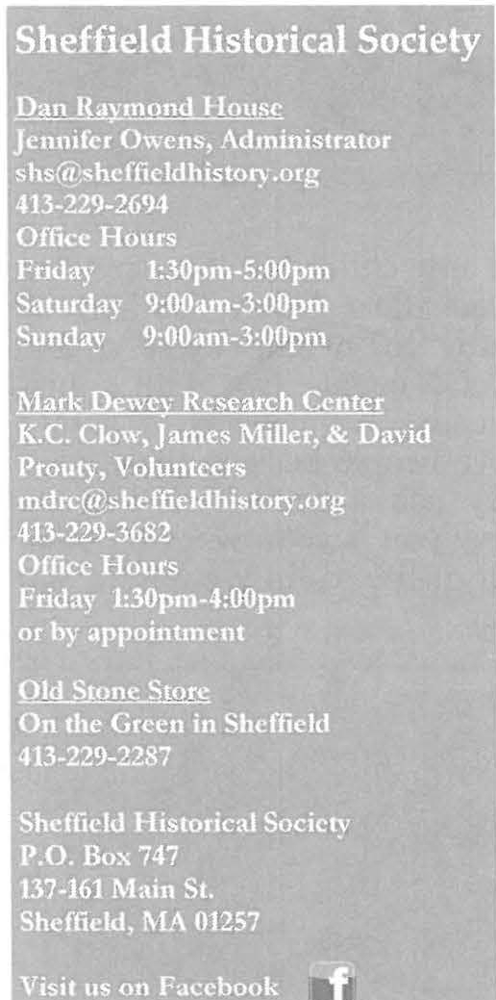 Sheffield Historical Society
Dan Raymond House
Jennifer Owens, Administrator
shs@sheffieldhistory.org
413-229-2694
Office Hours
Friday 1:30pm-5:00pm
Saturday 9:00am-3:00pm
Sunday 9:00am-3:00pm
Mark Dewey Research Center
K.C. Clow, James Miller, & David
Prouty, Volunteers
mdrc@sheffieldhistory.org
413-229-3682
Office Hours
Friday 1:30pm-4:00pm
or by appointment
Old Stone Store
On the Green in Sheffield
413-229-2287
Sheffield Historical Society
P.O. Box 747
137-161 Main St.
Sheffield, MA 01257
Visit us on Facebook f